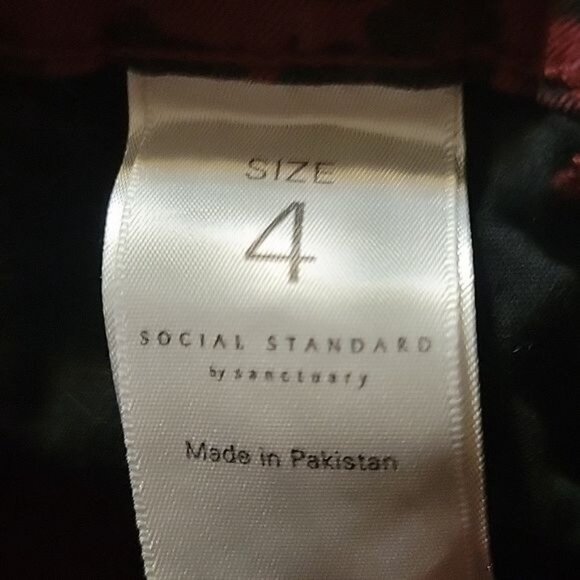 SIZE
4
SOCIAL STANDARD
by sanctuary
Made in Pakistan